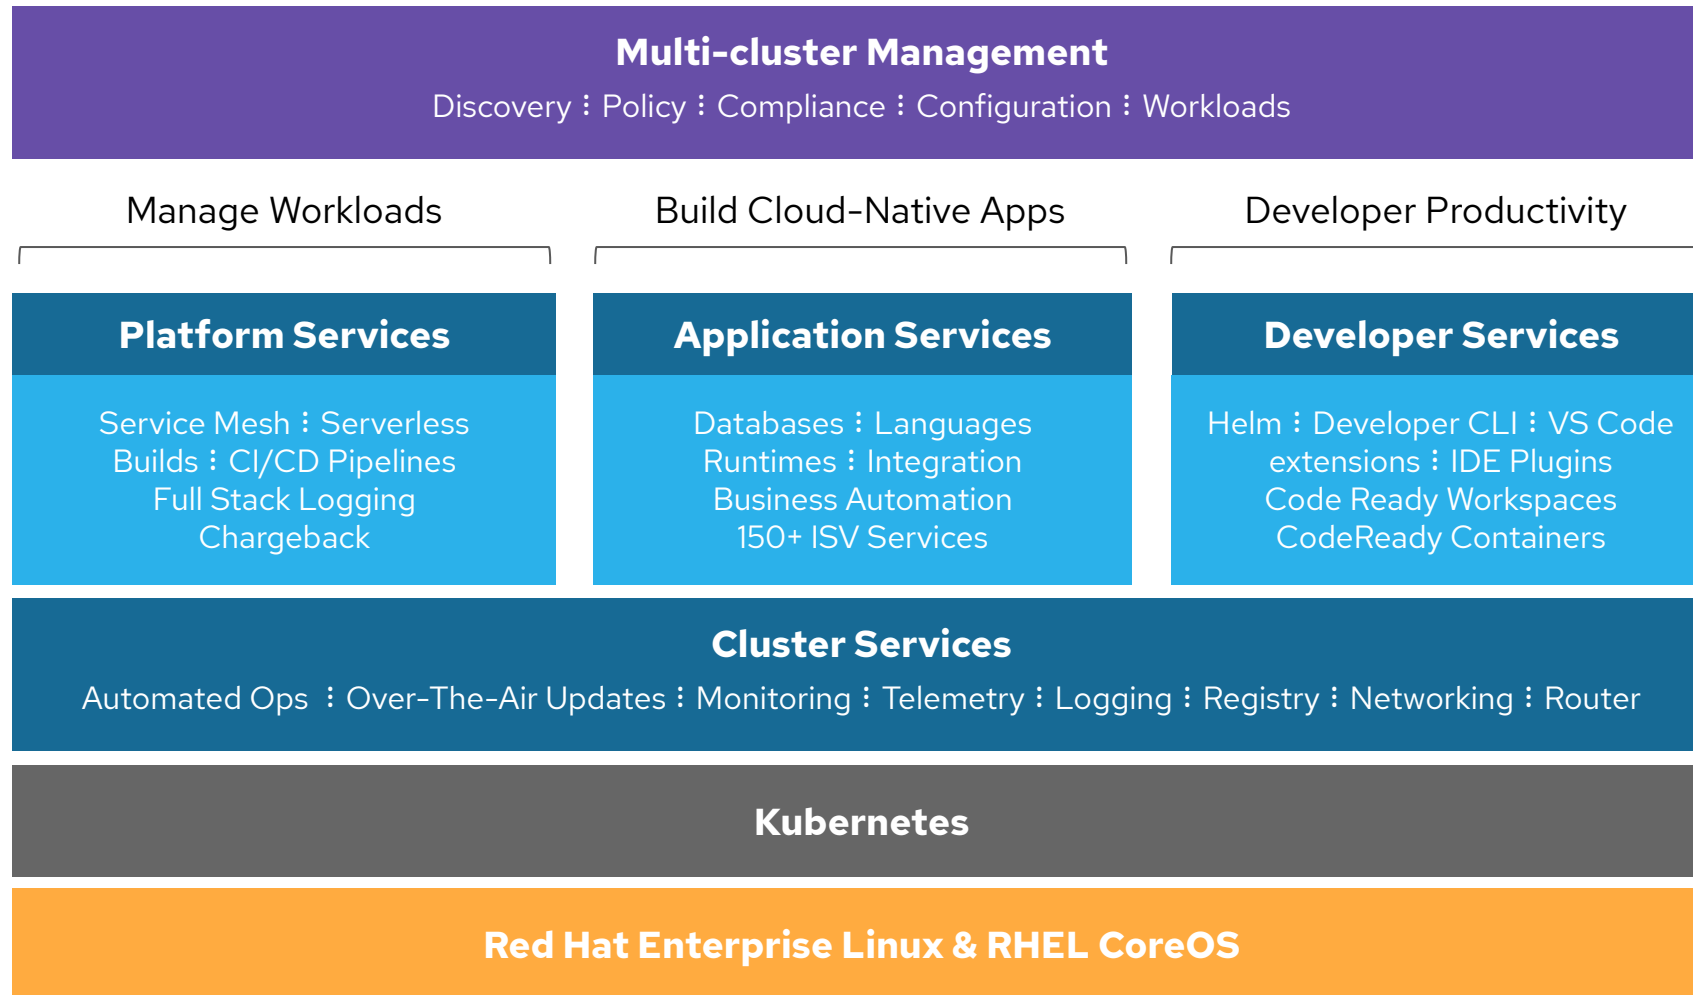 Multi-cluster Management
Discovery ⁝ Policy ⁝ Compliance ⁝ Configuration ⁝ Workloads
Manage Workloads
Build Cloud-Native Apps
Developer Productivity
Platform Services
Service Mesh ⁝ Serverless
Builds ⁝ CI/CD Pipelines
Full Stack Logging
Chargeback
Application Services
Databases ⁝ Languages
Runtimes ⁝ Integration
Business Automation
150+ ISV Services
Developer Services
Helm ⁝ Developer CLI ⁝ VS Code
extensions ⁝ IDE Plugins
Code Ready Workspaces
CodeReady Containers
Cluster Services
Automated Ops ⁝ Over-The-Air Updates ⁝ Monitoring ⁝ Telemetry ⁝ Logging ⁝ Registry ⁝ Networking ⁝ Router
Kubernetes
Red Hat Enterprise Linux & RHEL CoreOS